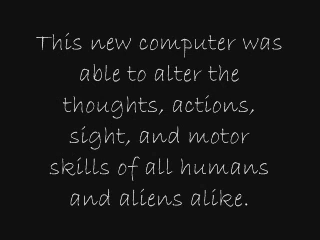 This new computer was
able to alter the
thoughts, actions,
sight, and motor
skills of all humans
and aliens alike.